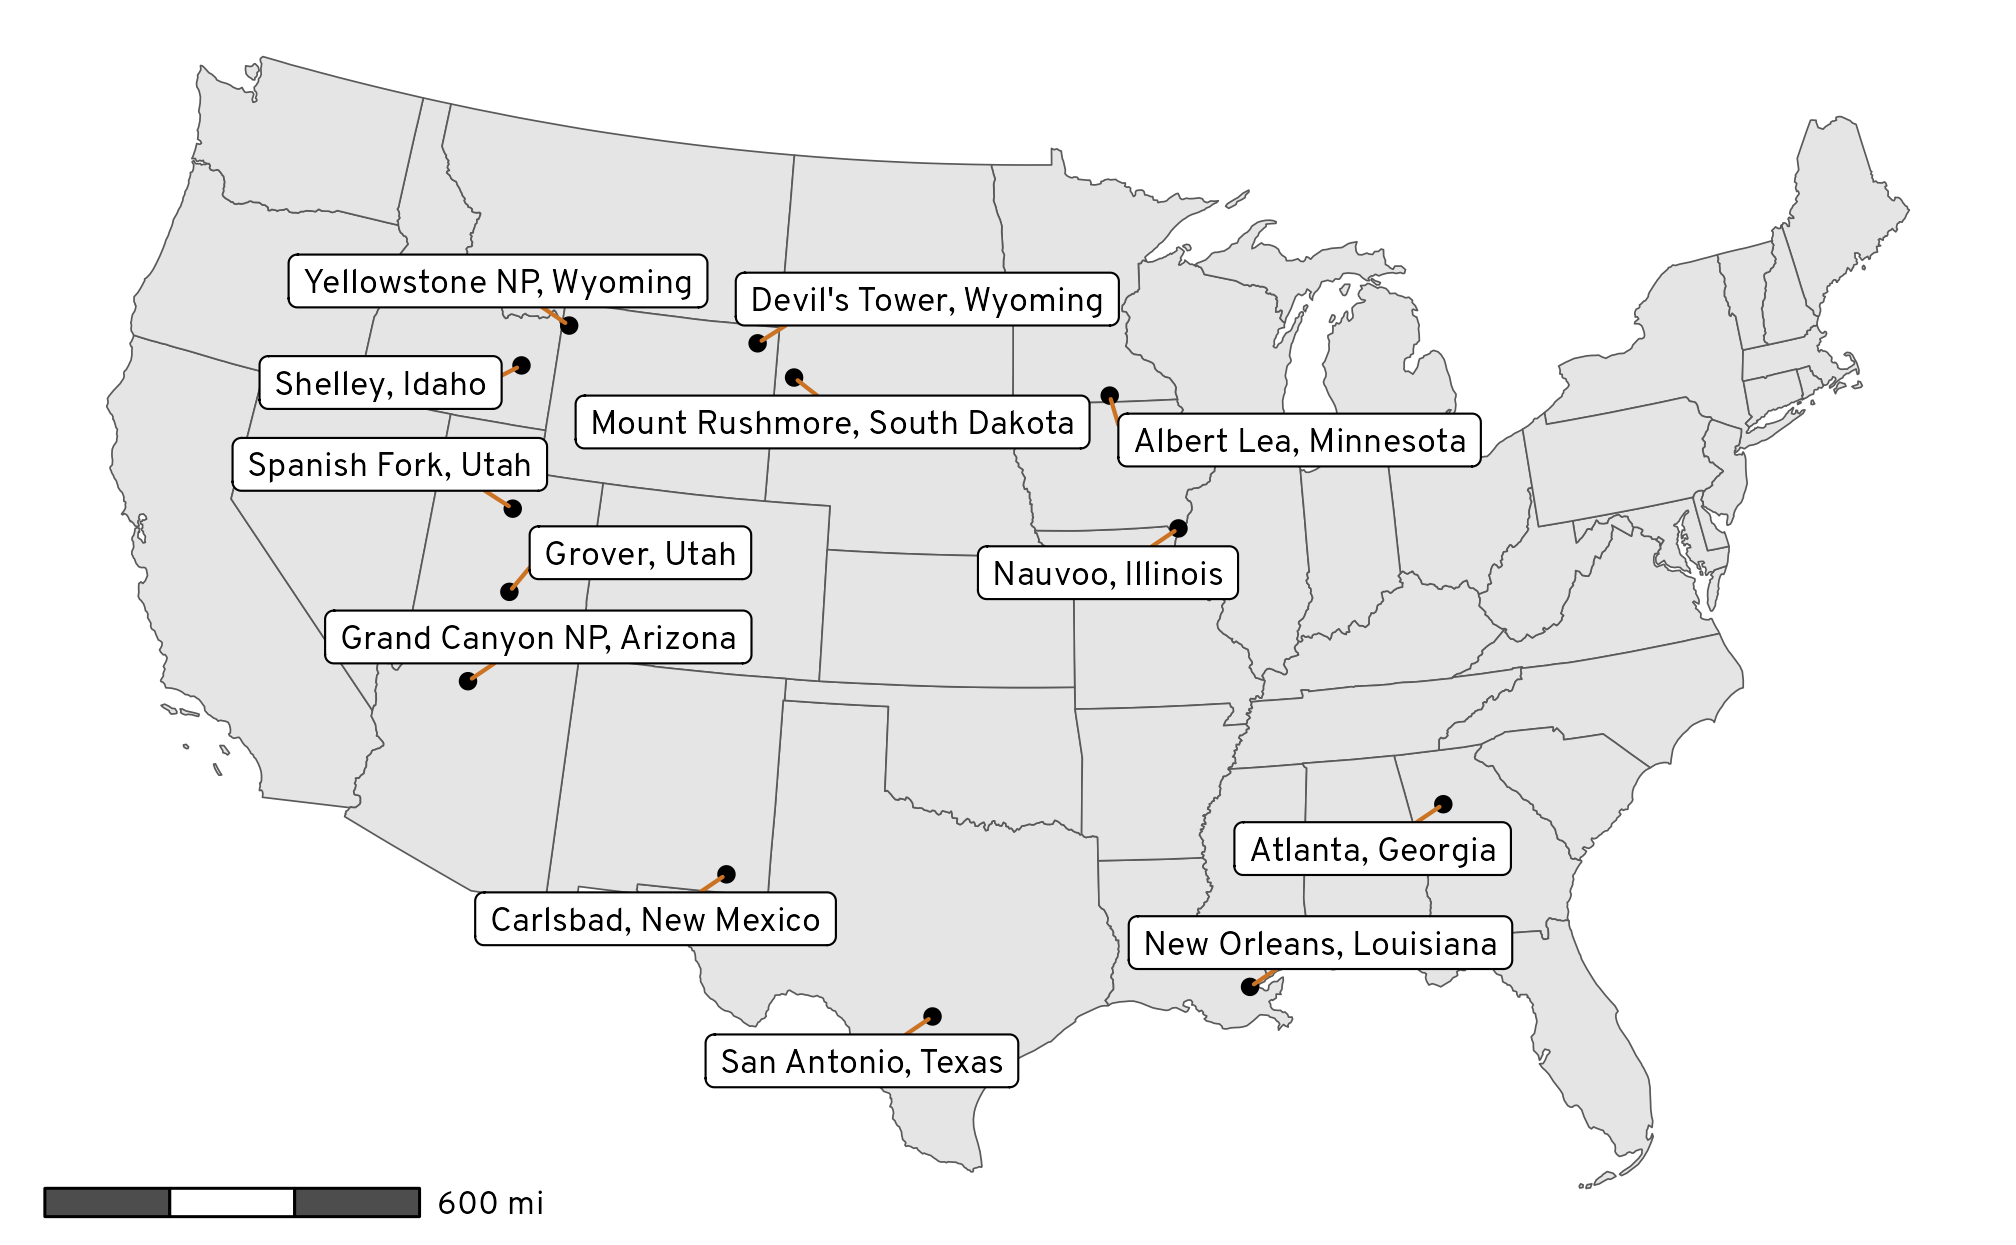 Yellowstone NP, Wyoming
Devil's Tower, Wyoming
Shelley, Idaho
Mount Rushmore, South Dakota
Albert Lea, Minnesota
Spanish Fork, Utah
Grover, Utah
Nauvoo, Illinois
Grand Canyon NP, Arizona
Atlanta, Georgia
Carlsbad, New Mexico
New Orleans, Louisiana
San Antonio, Texas
600 mi